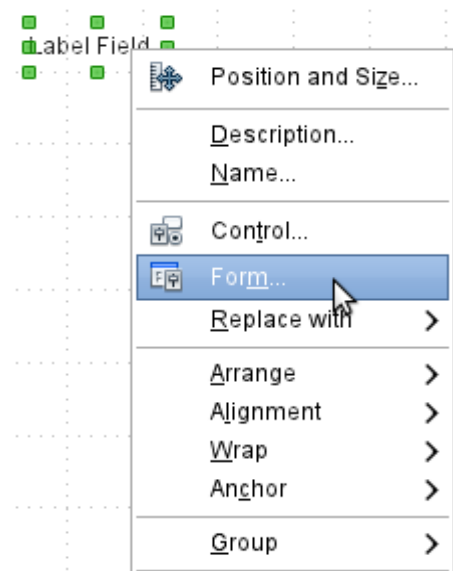 Label Field
Position and Size...
Description...
Name...
Control...
Form...
Replace with
Arrange
Alignment
Wrap
Anchor
Group